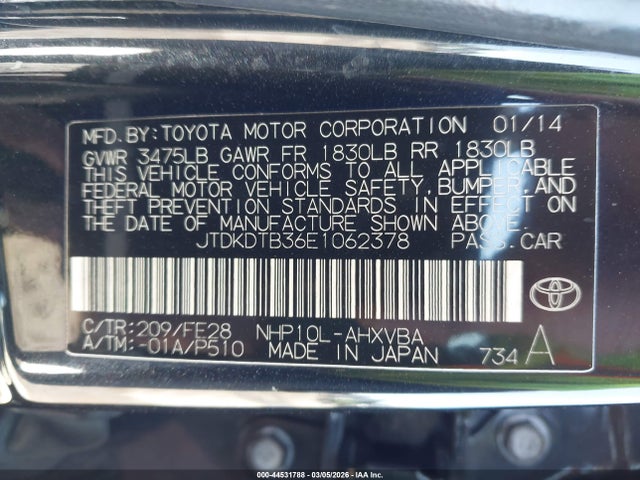 MFD.BY:TOYOTA MOTOR CORPORATION 01/14
GVWR 3475LB GAWR FR 1830LB RR 1830LB
THIS VEHICLE CONFORMS TO ALL APPLICABLE
FEDERAL MOTOR VEHICLE SAFETY,BUMPER,AND
THEFT PREVENTION STANDARDS IN EFFECT ON
THE DATE OF MANUFACTURE SHOWN ABOVE.
JTDKDTB36E1062378 PASS.CAR
C/TR:209/FE28 NHP10L-AHXVBA
A/TM:-01A/P510 MADE IN JAPAN 734 A
000-44531788 - 03/05/2026 - IAA Inc.